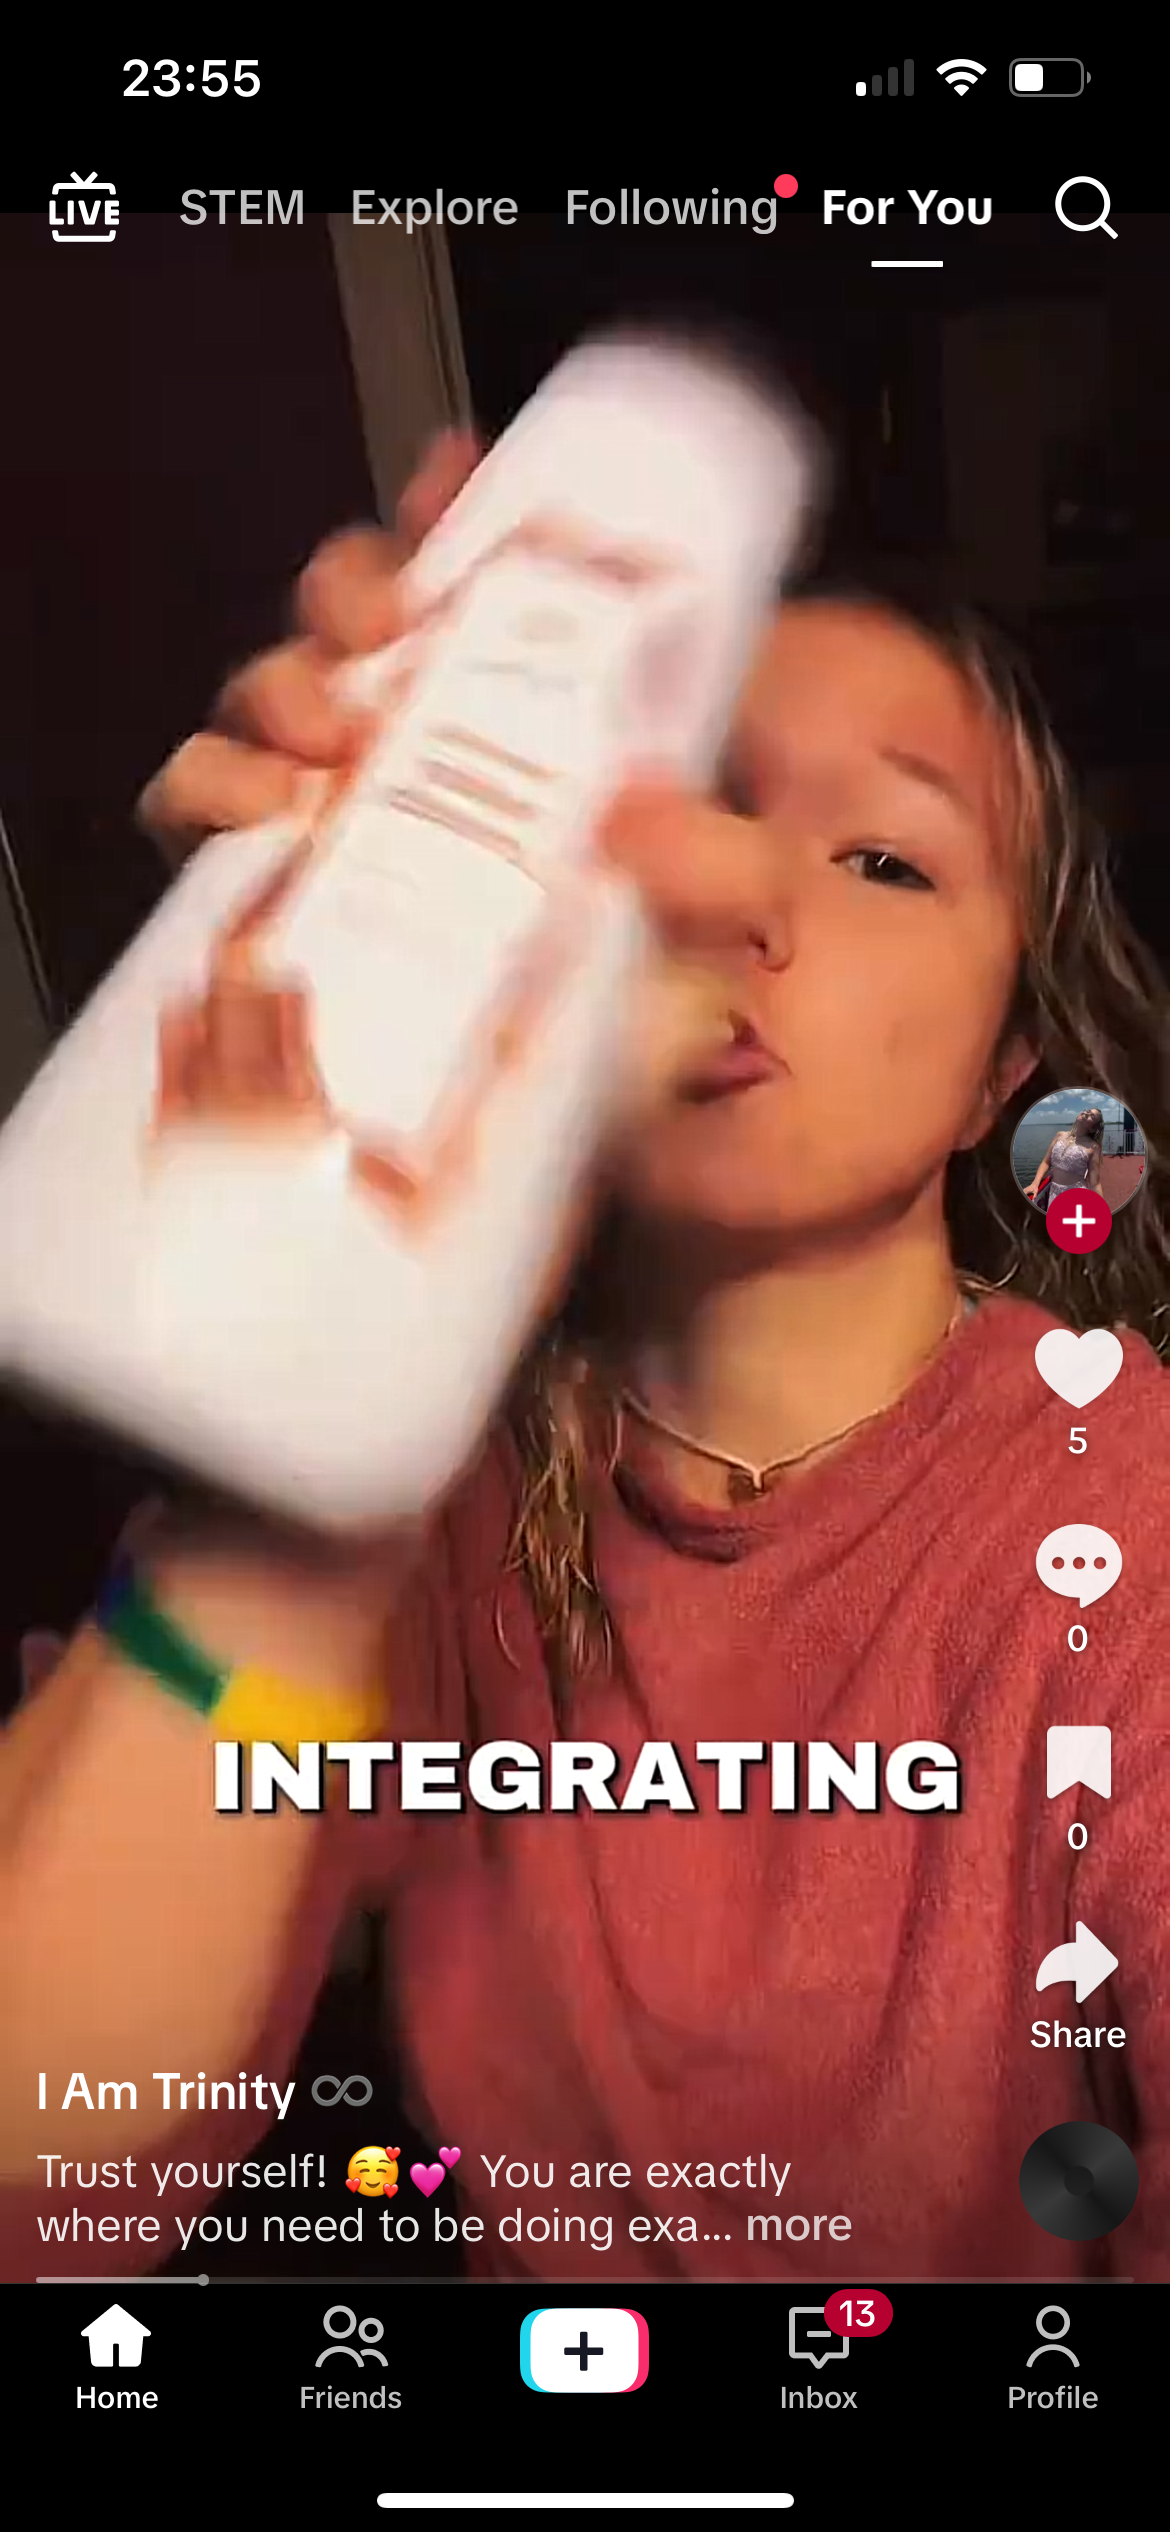 23:55
LIVE STEM Explore Following For You
INTEGRATING
5
0
0
Share
I Am Trinity
Trust yourself! 🥰💕 You are exactly
where you need to be doing exa... more
13
Home Friends Inbox Profile